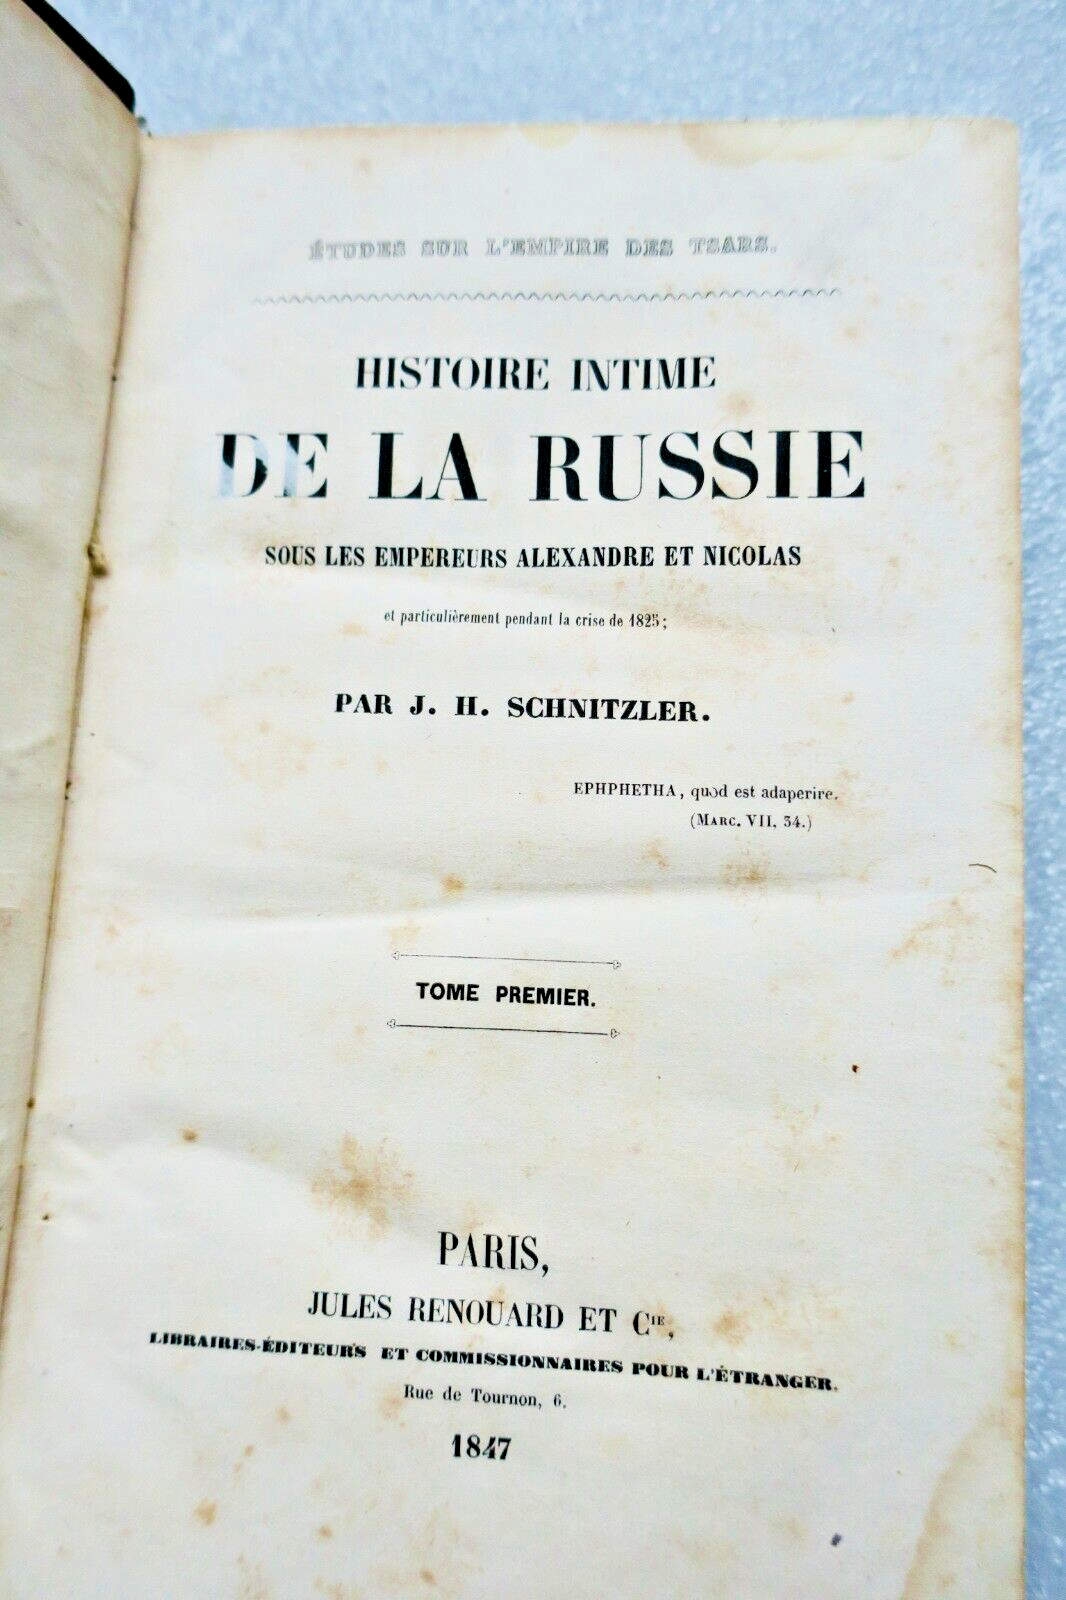 ÉTUDES SUR L'EMPIRE DES TSARS.
HISTOIRE INTIME
DE LA RUSSIE
SOUS LES EMPEREURS ALEXANDRE ET NICOLAS
et particulièrement pendant la crise de 1825;
PAR J. H. SCHNITZLER.
EPHPHETHA, quod est adaperire.
(MARC. VII, 34.)
TOME PREMIER.
PARIS,
JULES RENOUARD ET CIE,
LIBRAIRES-ÉDITEURS ET COMMISSIONNAIRES POUR L'ÉTRANGER.
Rue de Tournon, 6.
1847